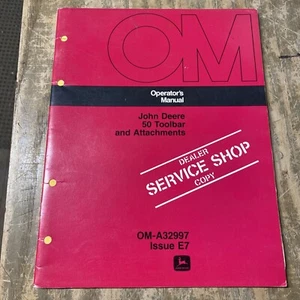 OM
Operator's
Manual
John Deere
50 Toolbar
and Attachments
DEALER
SERVICE SHOP
COPY
OM-A32997
Issue E7